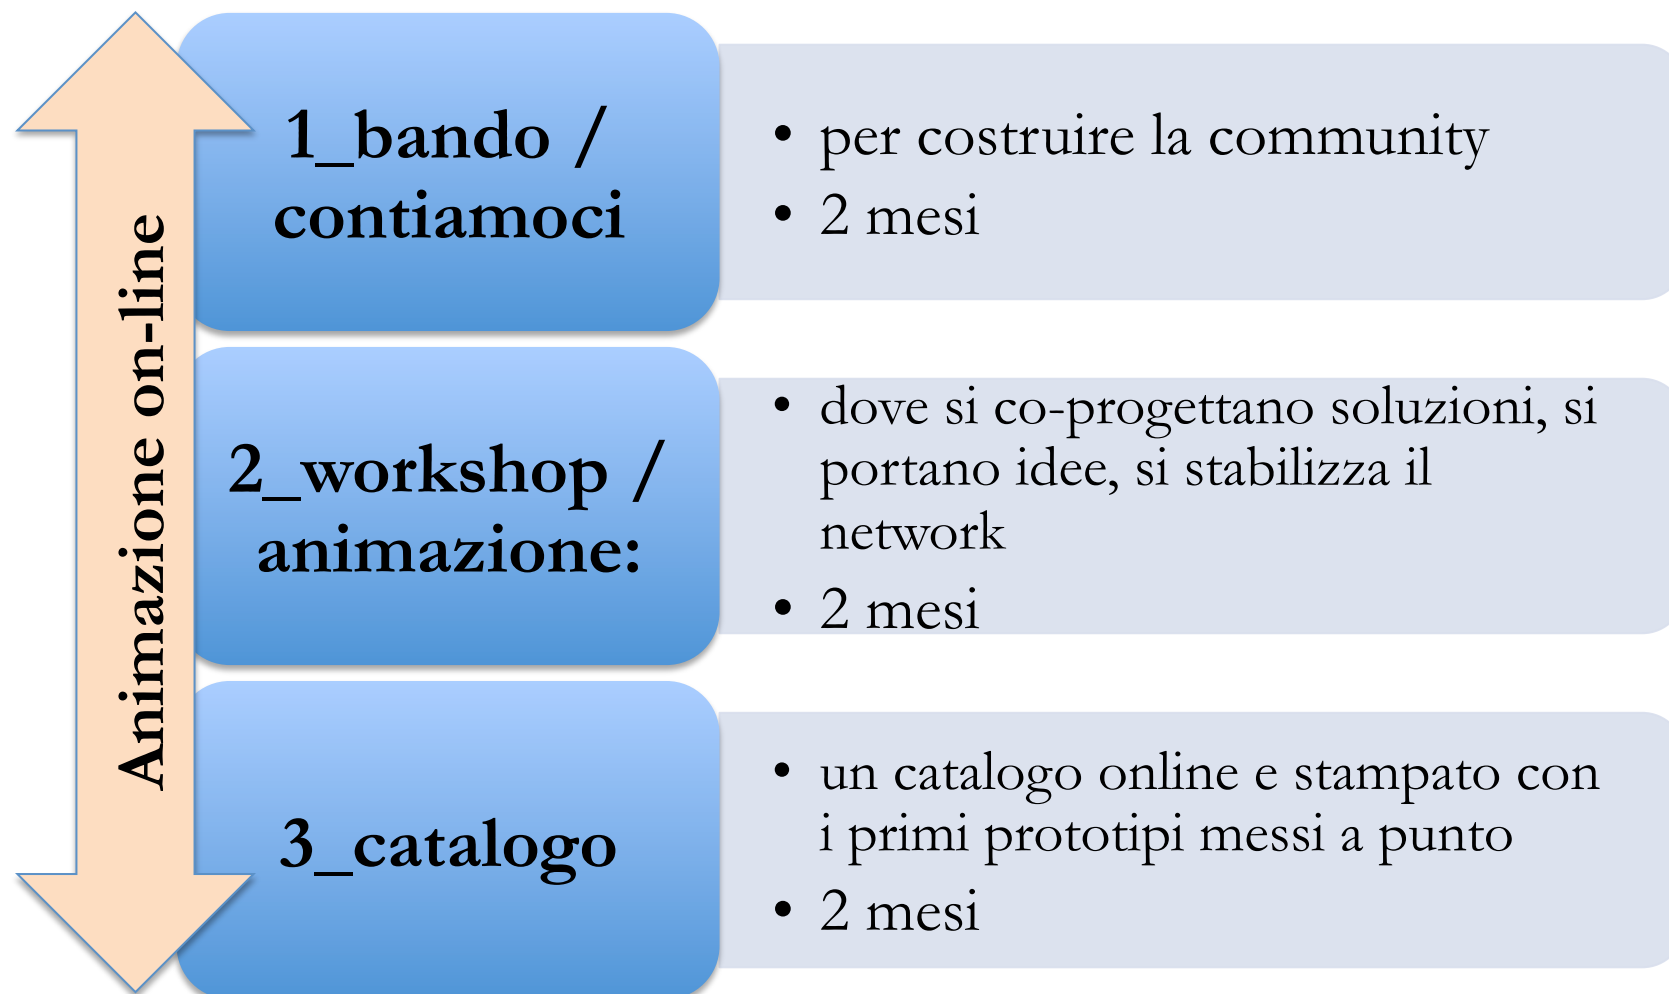 Animazione on-line
1_bando /
contiamoci
• per costruire la community
• 2 mesi
2_workshop /
animazione:
• dove si co-progettano soluzioni, si
portano idee, si stabilizza il
network
• 2 mesi
3_catalogo
• un catalogo online e stampato con
i primi prototipi messi a punto
• 2 mesi